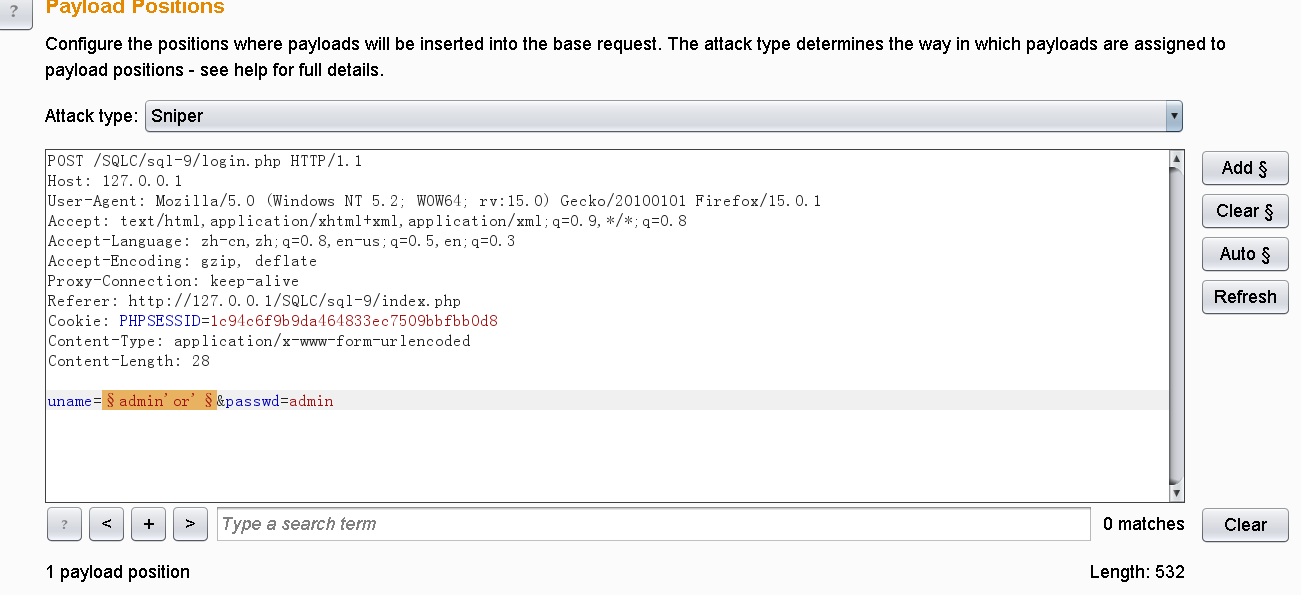 ?
Payload Positions
Configure the positions where payloads will be inserted into the base request. The attack type determines the way in which payloads are assigned to
payload positions - see help for full details.
Attack type: Sniper
POST /SQLC/sql-9/login.php HTTP/1.1
Host: 127.0.0.1
User-Agent: Mozilla/5.0 (Windows NT 5.2; WOW64; rv:15.0) Gecko/20100101 Firefox/15.0.1
Accept: text/html,application/xhtml+xml,application/xml;q=0.9,*/*;q=0.8
Accept-Language: zh-cn,zh;q=0.8,en-us;q=0.5,en;q=0.3
Accept-Encoding: gzip, deflate
Proxy-Connection: keep-alive
Referer: http://127.0.0.1/SQLC/sql-9/index.php
Cookie: PHPSESSID=1c94c6f9b9da464833ec7509bbfbb0d8
Content-Type: application/x-www-form-urlencoded
Content-Length: 28
uname=§admin'or'§&passwd=admin
Add §
Clear §
Auto §
Refresh
? < + > Type a search term 0 matches Clear
1 payload position Length: 532